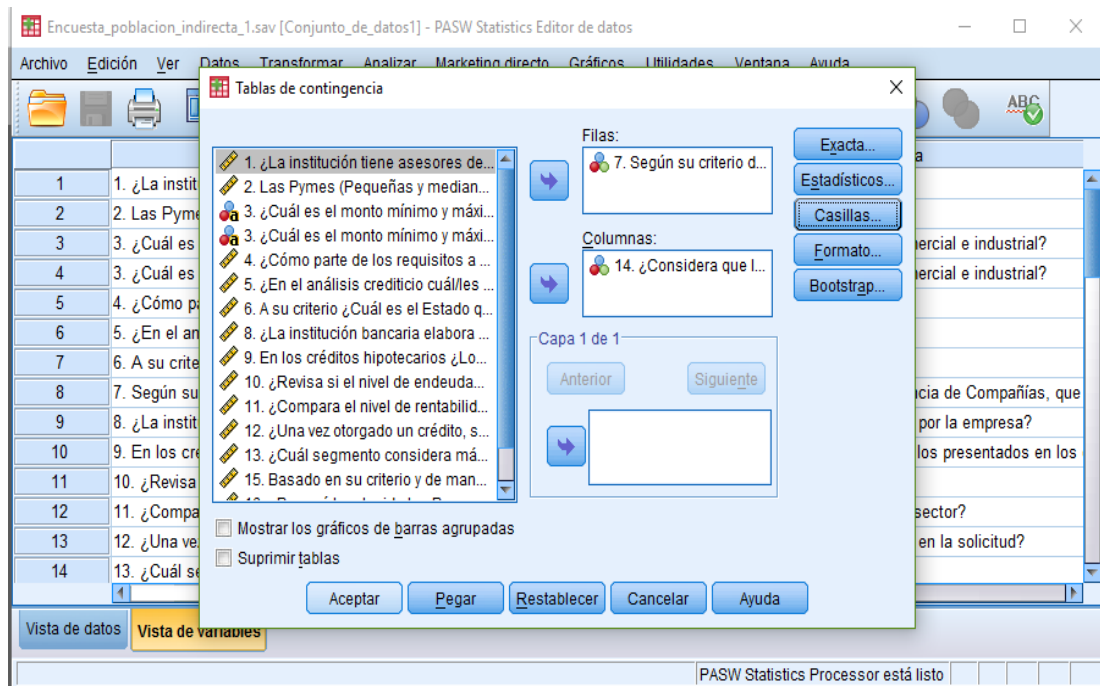 Encuesta_poblacion_indirecta_1.sav [Conjunto_de_datos1] - PASW Statistics Editor de datos
Archivo Edición Ver Datos Transformar Analizar Marketing directo Gráficos Utilidades Ventana Ayuda
Tablas de contingencia
1. ¿La institución tiene asesores de...
2. Las Pymes (Pequeñas y median...
3. ¿Cuál es el monto mínimo y máxi...
3. ¿Cuál es el monto mínimo y máxi...
4. ¿Cómo parte de los requisitos a ...
5. ¿En el análisis crediticio cuál/les ...
6. A su criterio ¿Cuál es el Estado q...
8. ¿La institución bancaria elabora ...
9. En los créditos hipotecarios ¿Lo...
10. ¿Revisa si el nivel de endeuda...
11. ¿Compara el nivel de rentabilid...
12. ¿Una vez otorgado un crédito, s...
13. ¿Cuál segmento considera má...
15. Basado en su criterio y de man...
Filas:
7. Según su criterio d...
Columnas:
14. ¿Considera que l...
Capa 1 de 1
Anterior Siguiente
Exacta...
Estadísticos...
Casillas...
Formato...
Bootstrap...
Mostrar los gráficos de barras agrupadas
Suprimir tablas
Aceptar Pegar Restablecer Cancelar Ayuda
a
1 1. ¿La instit
2 2. Las Pyme
3 3. ¿Cuál es ercial e industrial?
4 3. ¿Cuál es ercial e industrial?
5 4. ¿Cómo pa
6 5. ¿En el an
7 6. A su crite
8 7. Según su cia de Compañías, que
9 8. ¿La instit por la empresa?
10 9. En los cre los presentados en los
11 10. ¿Revisa
12 11. ¿Compa sector?
13 12. ¿Una ve en la solicitud?
14 13. ¿Cuál se
Vista de datos Vista de variables
PASW Statistics Processor está listo